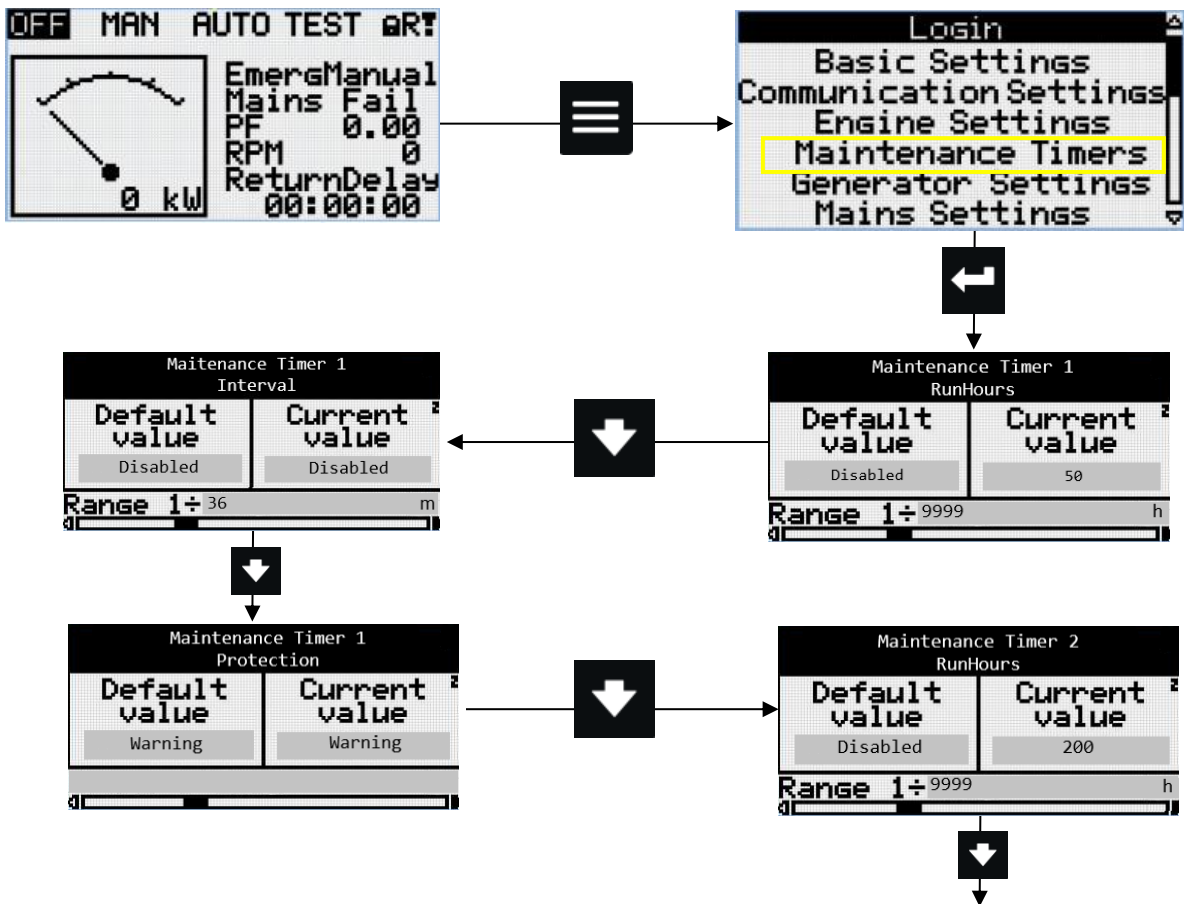 OFF MAN AUTO TEST
EmergManual
Mains Fail
PF 0.00
RPM 0
ReturnDelay
00:00:00
0 kW
Login
Basic Settings
Communication Settings
Engine Settings
Maintenance Timers
Generator Settings
Mains Settings
Maitenance Timer 1
Interval
Default value
Current value
Disabled
Disabled
Range 1÷ 36 m
Maintenance Timer 1
RunHours
Default value
Current value
Disabled
50
Range 1÷ 9999 h
Maintenance Timer 1
Protection
Default value
Current value
Warning
Warning
Maintenance Timer 2
RunHours
Default value
Current value
Disabled
200
Range 1÷ 9999 h